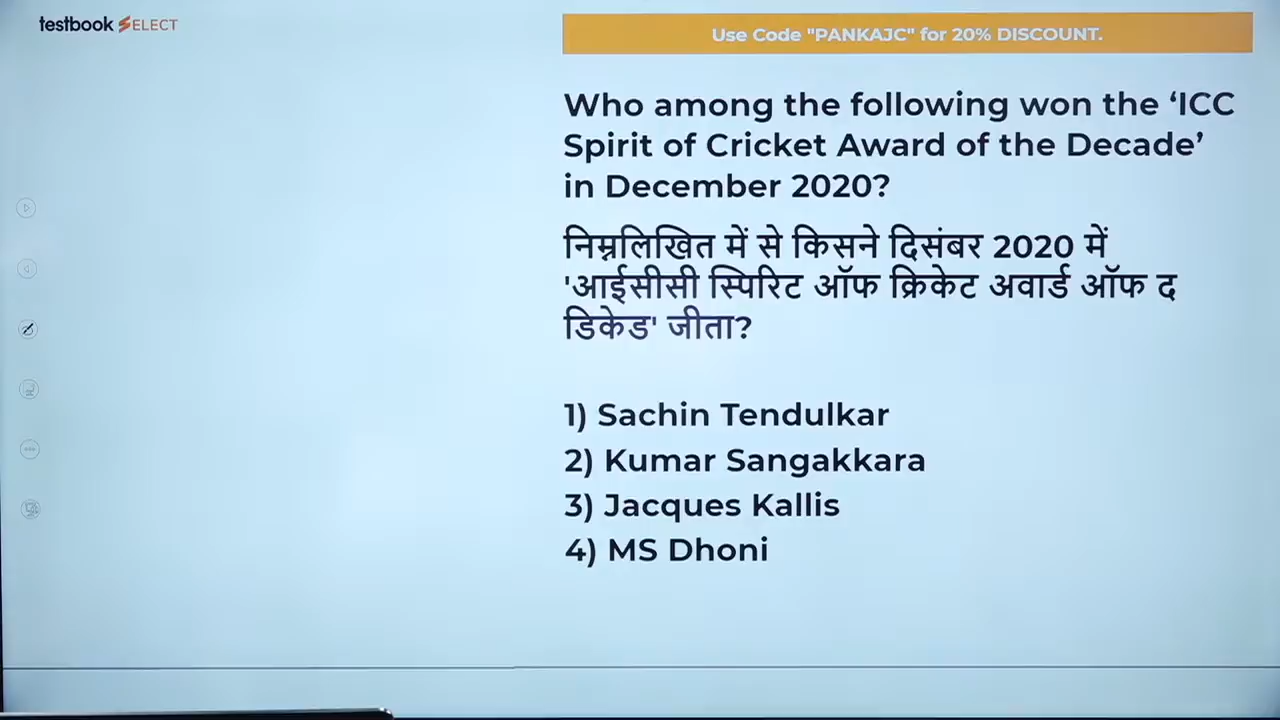 testbook SELECT
Use Code "PANKAJC" for 20% DISCOUNT.
Who among the following won the ‘ICC
Spirit of Cricket Award of the Decade’
in December 2020?
निम्नलिखित में से किसने दिसंबर 2020 में
'आईसीसी स्पिरिट ऑफ क्रिकेट अवार्ड ऑफ द
डिकेड' जीता?
1) Sachin Tendulkar
2) Kumar Sangakkara
3) Jacques Kallis
4) MS Dhoni